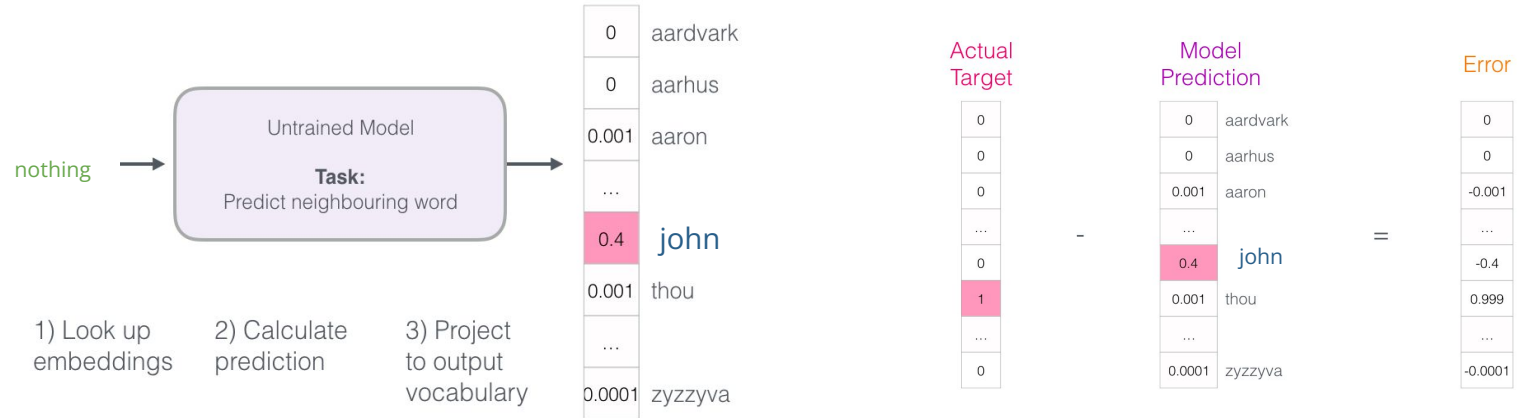 nothing
Untrained Model
Task:
Predict neighbouring word
1) Look up
embeddings
2) Calculate
prediction
3) Project
to output
vocabulary
0 aardvark
0 aarhus
0.001 aaron
...
0.4 john
0.001 thou
...
0.0001 zyzzyva
Actual
Target
0
0
0
...
0
1
...
0
-
Model
Prediction
0 aardvark
0 aarhus
0.001 aaron
...
0.4 john
0.001 thou
...
0.0001 zyzzyva
=
Error
0
0
-0.001
...
-0.4
0.999
...
-0.0001